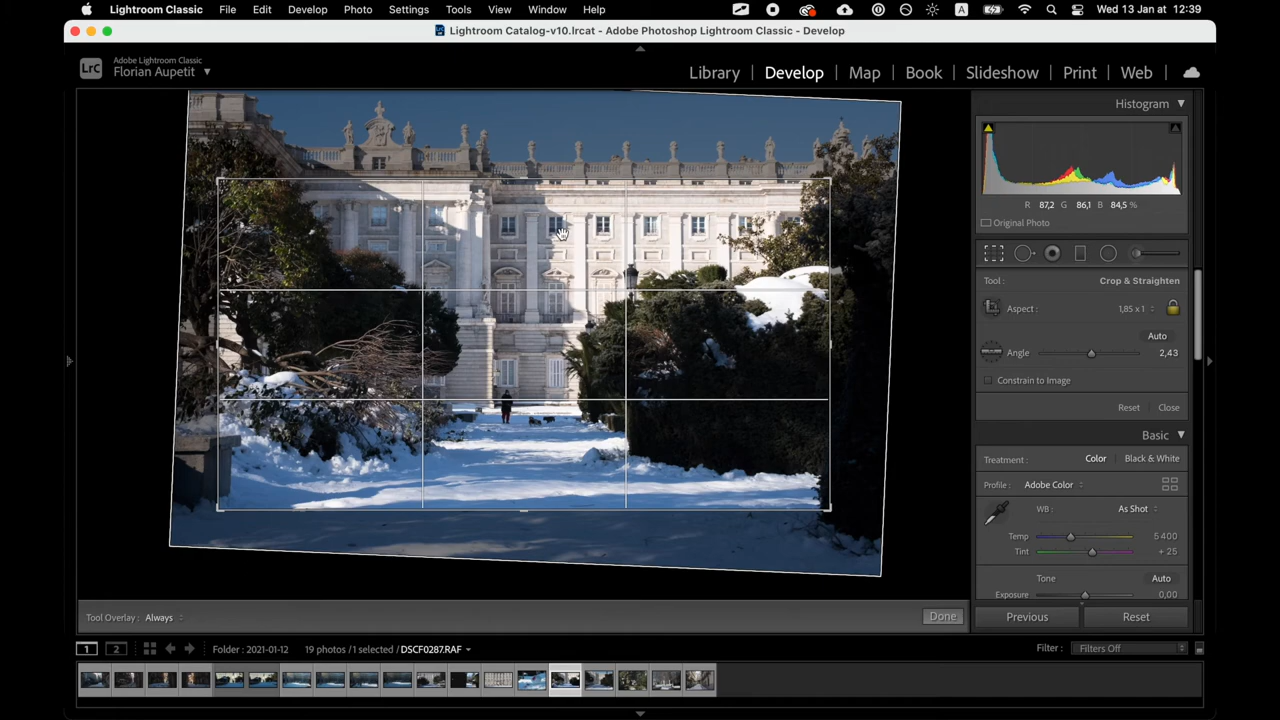 Lightroom Classic File Edit Develop Photo Settings Tools View Window Help A Wed 13 Jan at 12:39
Lightroom Catalog-v10.lrcat - Adobe Photoshop Lightroom Classic - Develop
LrC
Adobe Lightroom Classic
Florian Aupetit
Library | Develop | Map | Book | Slideshow | Print | Web
Histogram
R 87,2 G 86,1 B 84,5 %
Original Photo
Tool : Crop & Straighten
Aspect : 1,85 x 1
Auto
Angle 2,43
Constrain to Image
Reset Close
Basic
Treatment : Color Black & White
Profile : Adobe Color
WB : As Shot
Temp 5 400
Tint + 25
Tone Auto
Exposure 0,00
Tool Overlay : Always Done
Previous Reset
1 2 Folder : 2021-01-12 19 photos / 1 selected / DSCF0287.RAF Filter : Filters Off